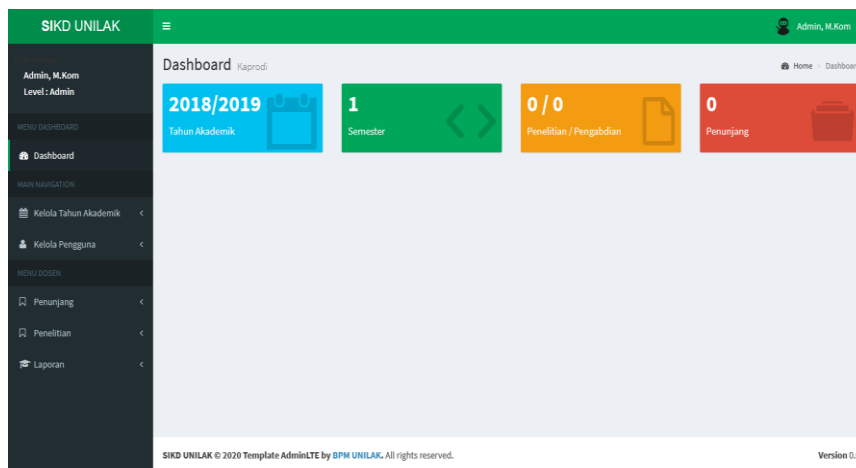 SIKD UNILAK
Admin, M.Kom
Admin, M.Kom
Level : Admin
MENU DASHBOARD
Dashboard
MAIN NAVIGATION
Kelola Tahun Akademik
Kelola Pengguna
MENU DOSEN
Penunjang
Penelitian
Laporan
Dashboard Kaprodi
Home > Dashboar
2018/2019
Tahun Akademik
1
Semester
0 / 0
Penelitian / Pengabdian
0
Penunjang
SIKD UNILAK © 2020 Template AdminLTE by BPM UNILAK. All rights reserved.
Version 0.